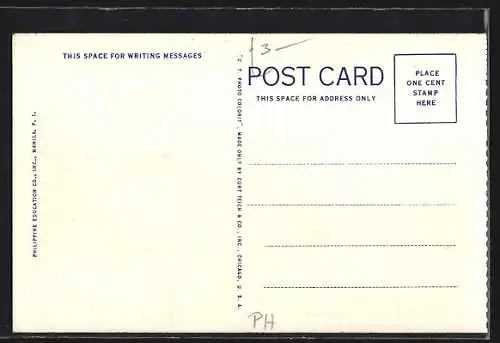 THIS SPACE FOR WRITING MESSAGES
3 —
POST CARD
THIS SPACE FOR ADDRESS ONLY
PLACE
ONE CENT
STAMP
HERE
PHILIPPINE EDUCATION CO., INC., MANILA, P. I.
"C. T. PHOTO COLORIT", MADE ONLY BY CURT TEICH & CO., INC., CHICAGO, U. S. A.
PH